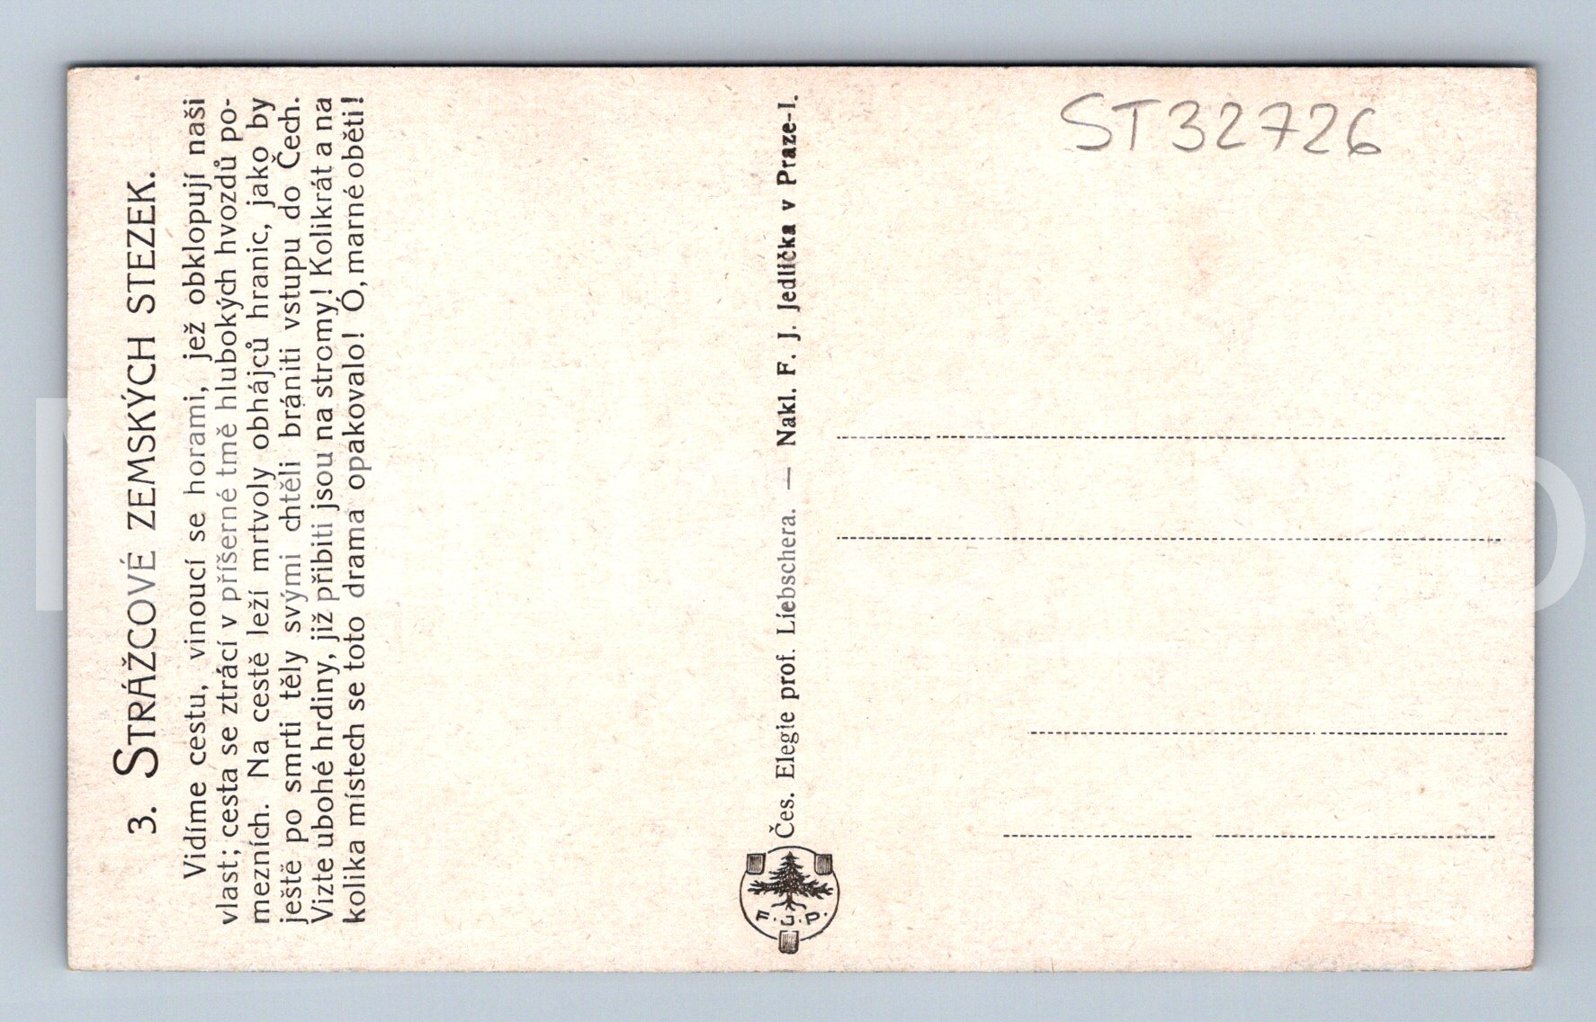 3. STRÁŽCOVÉ ZEMSKÝCH STEZEK.
Vidíme cestu, vinoucí se horami, jež obklopují naši
vlast; cesta se ztrácí v příšerné tmě hlubokých hvozdů po-
mezních. Na cestě leží mrtvoly obhájců hranic, jako by
ještě po smrti těly svými chtěli brániti vstupu do Čech.
Vizte ubohé hrdiny, již přibiti jsou na stromy! Kolikrát a na
kolika místech se toto drama opakovalo! Ó, marné oběti!
Čes. Elegie prof. Liebschera. — Nakl. F. J. Jedlička v Praze-I.
F. J. P.
ST32726